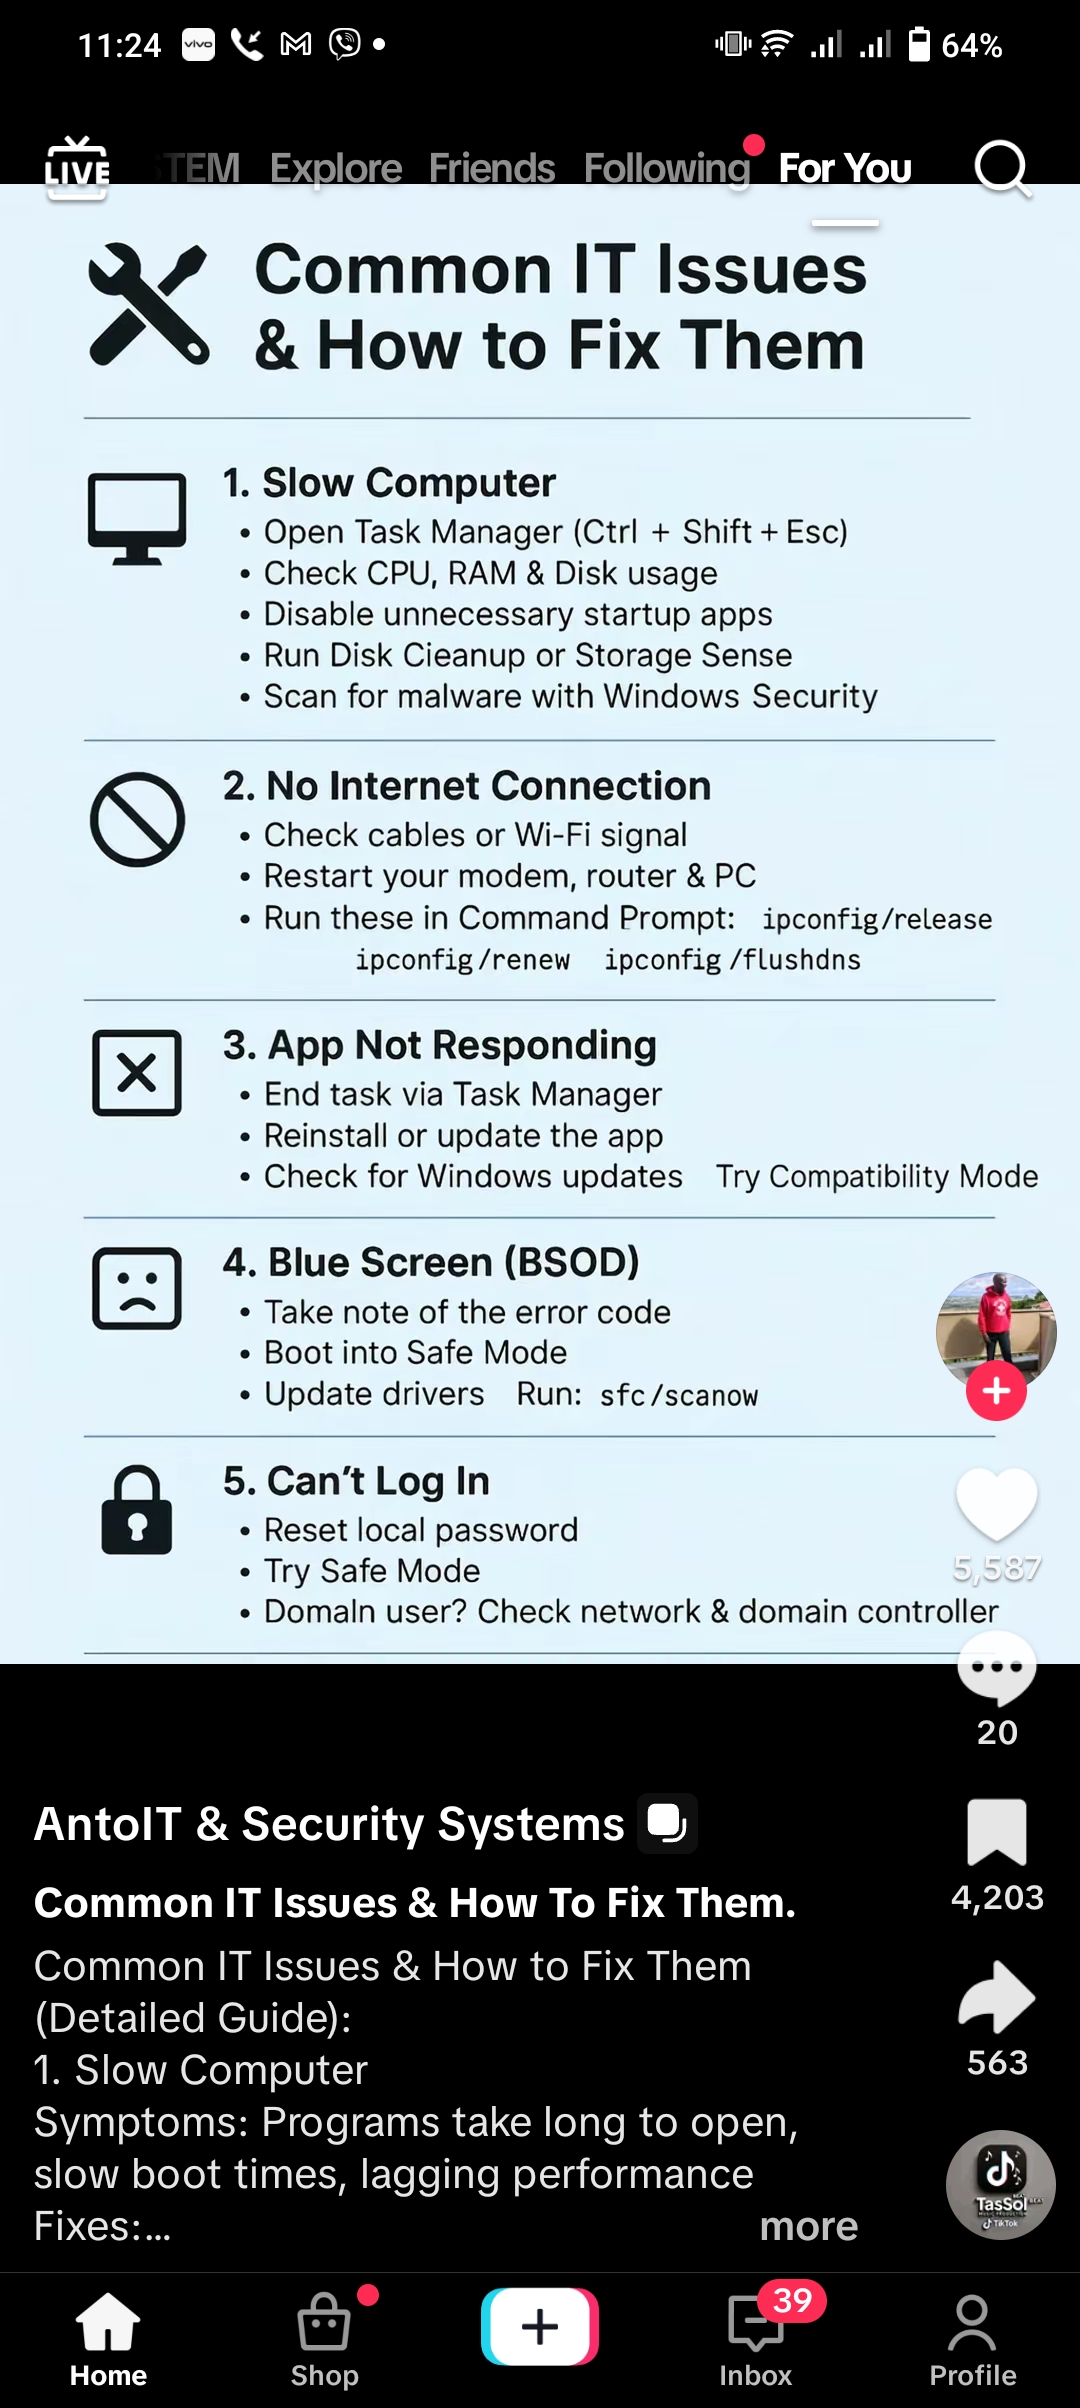 11:24
vivo
64%
LIVE
STEM Explore Friends Following For You
Common IT Issues
& How to Fix Them
1. Slow Computer
• Open Task Manager (Ctrl + Shift + Esc)
• Check CPU, RAM & Disk usage
• Disable unnecessary startup apps
• Run Disk Cieanup or Storage Sense
• Scan for malware with Windows Security
2. No Internet Connection
• Check cables or Wi-Fi signal
• Restart your modem, router & PC
• Run these in Command Prompt: ipconfig/release
ipconfig/renew ipconfig /flushdns
3. App Not Responding
• End task via Task Manager
• Reinstall or update the app
• Check for Windows updates Try Compatibility Mode
4. Blue Screen (BSOD)
• Take note of the error code
• Boot into Safe Mode
• Update drivers Run: sfc/scanow
5. Can't Log In
• Reset local password
• Try Safe Mode
• Domaln user? Check network & domain controller
5,587
20
4,203
563
AntoIT & Security Systems
Common IT Issues & How To Fix Them.
Common IT Issues & How to Fix Them
(Detailed Guide):
1. Slow Computer
Symptoms: Programs take long to open,
slow boot times, lagging performance
Fixes:... more
TasSol
TikTok
39
Home Shop Inbox Profile